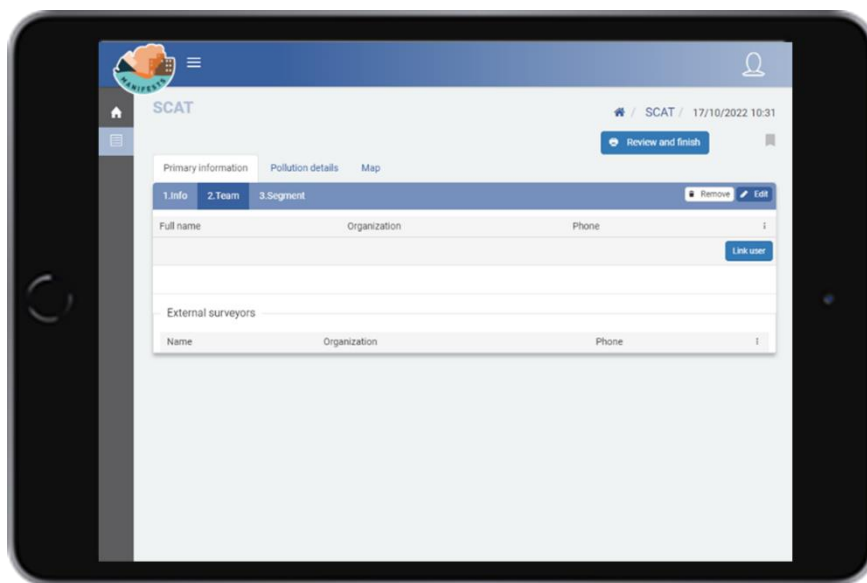 MANIFESTS
SCAT
/ SCAT / 17/10/2022 10:31
Review and finish
Primary information Pollution details Map
1.Info 2.Team 3.Segment Remove Edit
Full name Organization Phone
Link user
External surveyors
Name Organization Phone